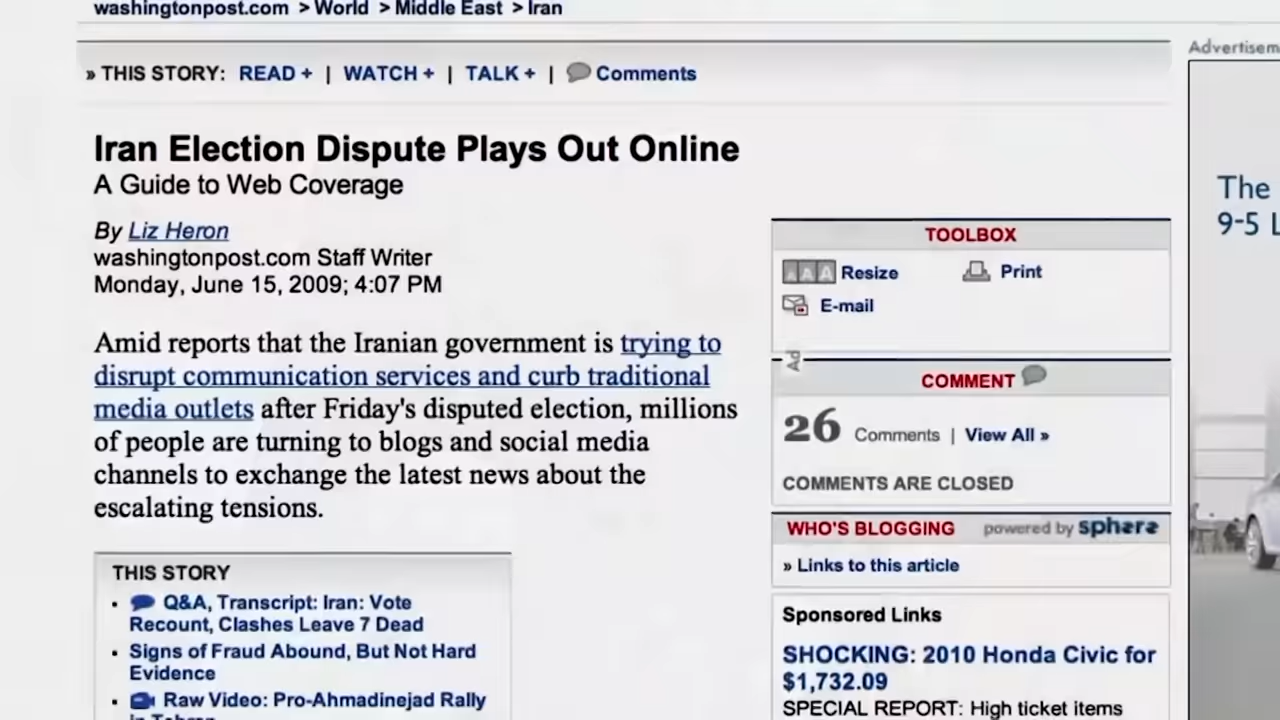 washingtonpost.com > World > Middle East > Iran
Advertisem
» THIS STORY: READ + | WATCH + | TALK + | Comments
Iran Election Dispute Plays Out Online
A Guide to Web Coverage
By Liz Heron
washingtonpost.com Staff Writer
Monday, June 15, 2009; 4:07 PM
Amid reports that the Iranian government is trying to
disrupt communication services and curb traditional
media outlets after Friday's disputed election, millions
of people are turning to blogs and social media
channels to exchange the latest news about the
escalating tensions.
THIS STORY
• Q&A, Transcript: Iran: Vote
Recount, Clashes Leave 7 Dead
• Signs of Fraud Abound, But Not Hard
Evidence
• Raw Video: Pro-Ahmadinejad Rally
TOOLBOX
AAA Resize Print
E-mail
Ad
COMMENT
26 Comments | View All »
COMMENTS ARE CLOSED
WHO'S BLOGGING powered by sphere
» Links to this article
Sponsored Links
SHOCKING: 2010 Honda Civic for
$1,732.09
SPECIAL REPORT: High ticket items
The
9-5 L